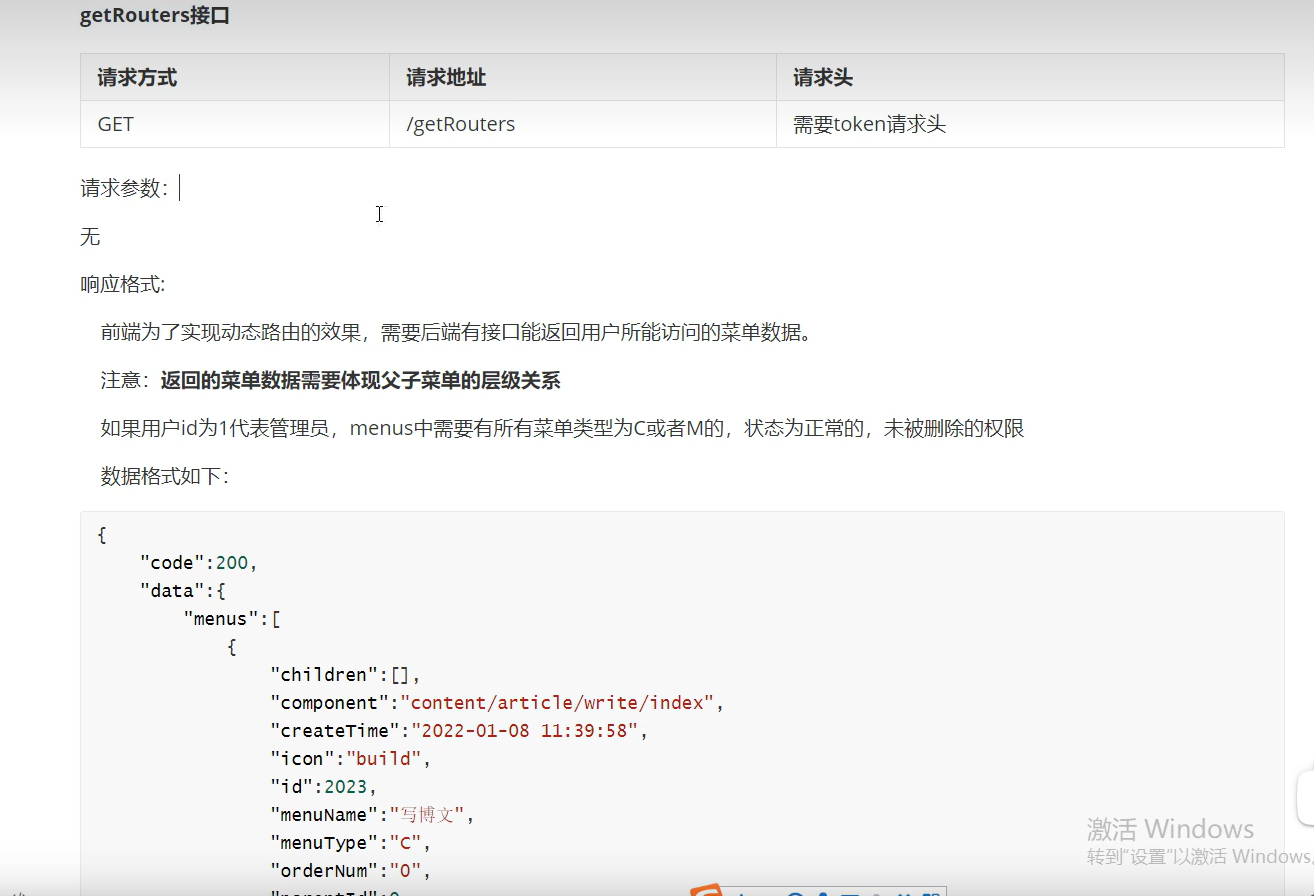 getRouters接口
请求方式 请求地址 请求头
GET /getRouters 需要token请求头
请求参数：
无
响应格式:
前端为了实现动态路由的效果，需要后端有接口能返回用户所能访问的菜单数据。
注意：返回的菜单数据需要体现父子菜单的层级关系
如果用户id为1代表管理员，menus中需要有所有菜单类型为C或者M的，状态为正常的，未被删除的权限
数据格式如下：
{
"code":200,
"data":{
"menus":[
{
"children":[],
"component":"content/article/write/index",
"createTime":"2022-01-08 11:39:58",
"icon":"build",
"id":2023,
"menuName":"写博文",
"menuType":"C",
"orderNum":"0",
"parentId":0,
激活 Windows
转到"设置"以激活 Windows。